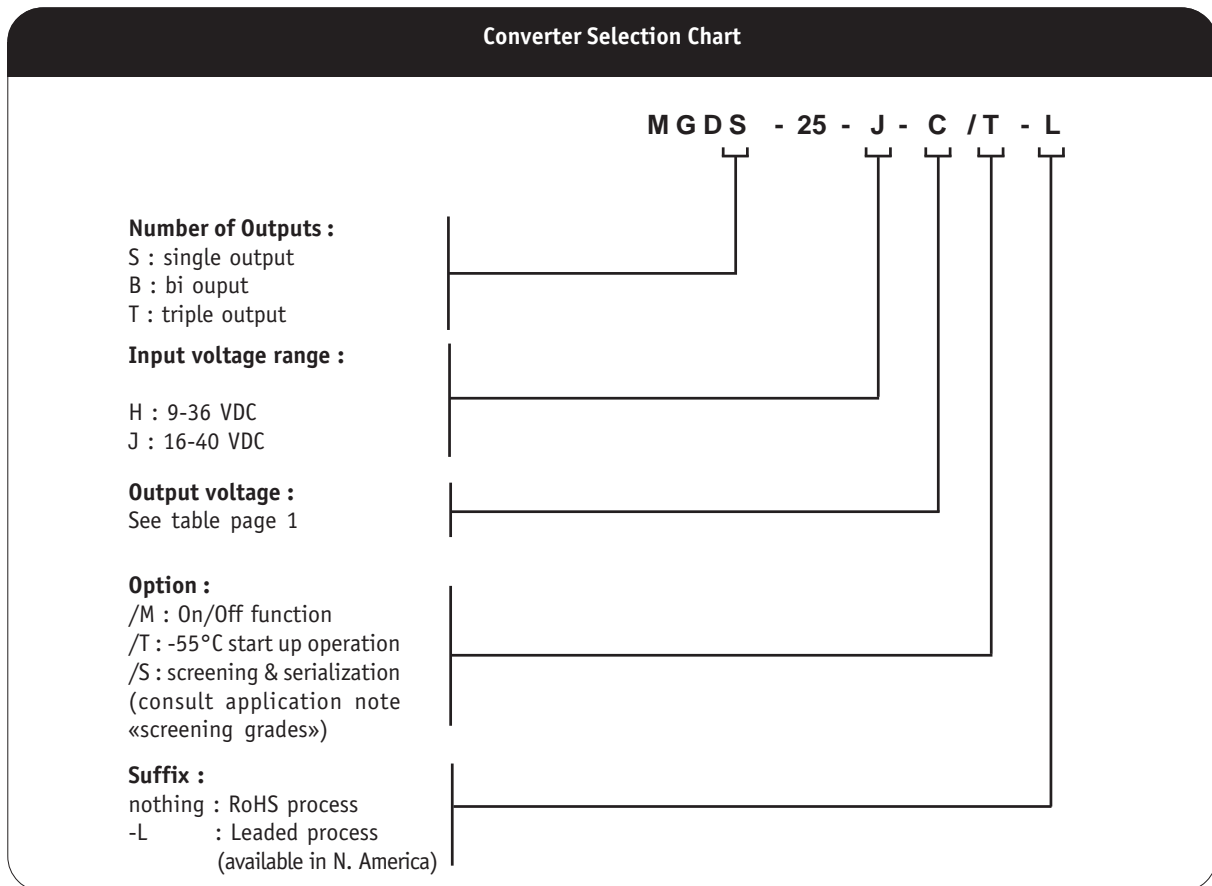 Converter Selection Chart
MGDS - 25 - J - C /T - L
Number of Outputs :
S : single output
B : bi ouput
T : triple output
Input voltage range :
H : 9-36 VDC
J : 16-40 VDC
Output voltage :
See table page 1
Option :
/M : On/Off function
/T : -55°C start up operation
/S : screening & serialization
(consult application note
«screening grades»)
Suffix :
nothing : RoHS process
-L : Leaded process
(available in N. America)